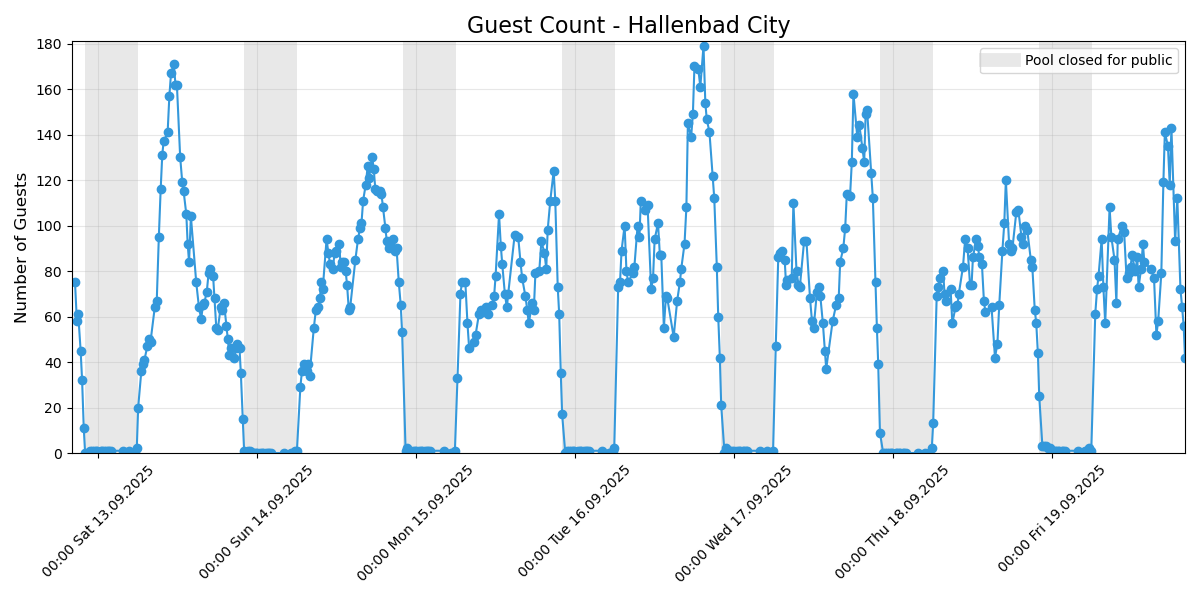 Guest Count - Hallenbad City
Number of Guests
180
160
140
120
100
80
60
40
20
0
Pool closed for public
00:00 Sat 13.09.2025
00:00 Sun 14.09.2025
00:00 Mon 15.09.2025
00:00 Tue 16.09.2025
00:00 Wed 17.09.2025
00:00 Thu 18.09.2025
00:00 Fri 19.09.2025